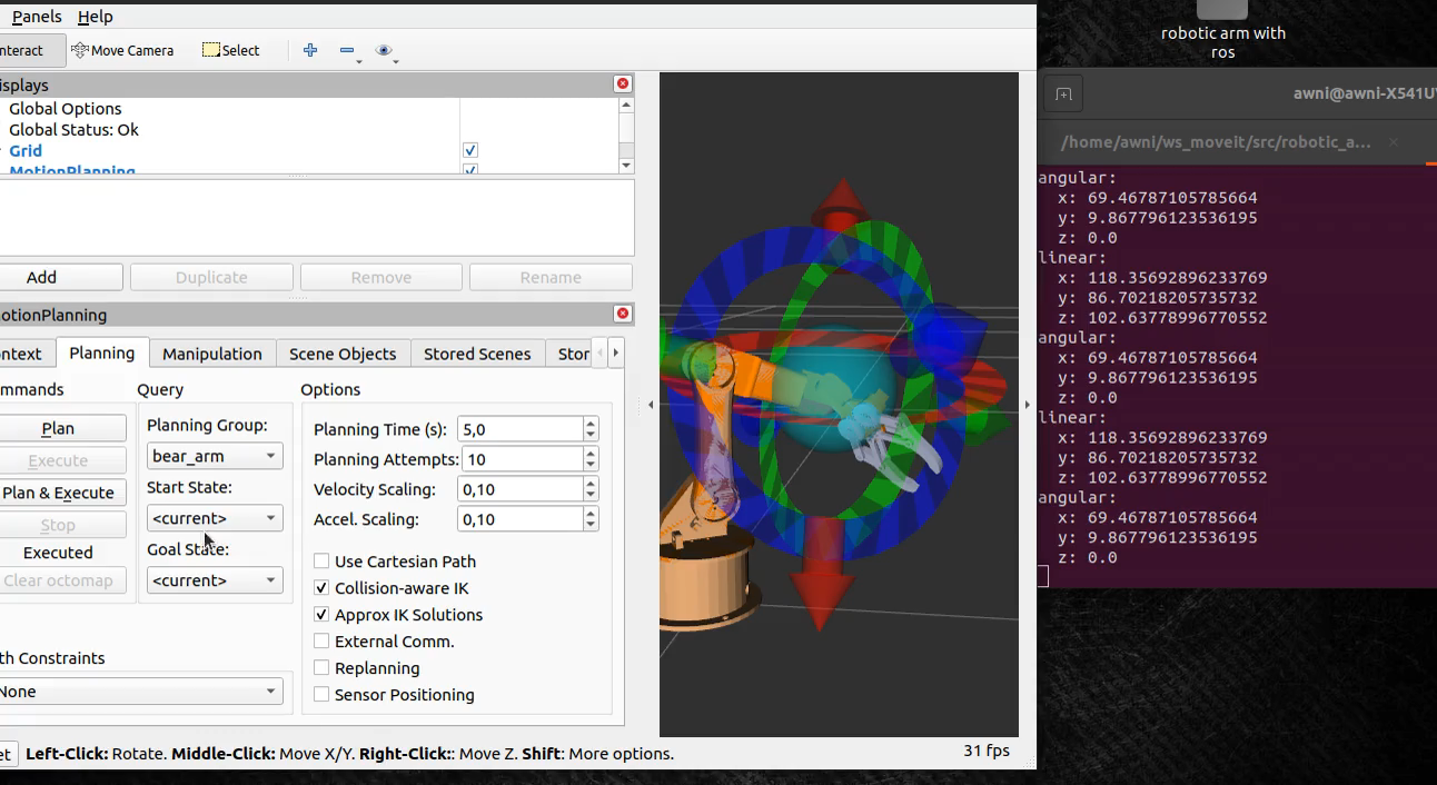 Panels Help
nteract Move Camera Select
isplays
Global Options
Global Status: Ok
Grid
MotionPlanning
Add Duplicate Remove Rename
otionPlanning
ntext Planning Manipulation Scene Objects Stored Scenes Stor
mmands
Plan
Execute
Plan & Execute
Stop
Executed
Clear octomap
Query
Planning Group:
bear_arm
Start State:
<current>
Goal State:
<current>
th Constraints
None
Options
Planning Time (s): 5,0
Planning Attempts: 10
Velocity Scaling: 0,10
Accel. Scaling: 0,10
Use Cartesian Path
Collision-aware IK
Approx IK Solutions
External Comm.
Replanning
Sensor Positioning
et Left-Click: Rotate. Middle-Click: Move X/Y. Right-Click:: Move Z. Shift: More options.
31 fps
robotic arm with
ros
awni@awni-X541U
/home/awni/ws_moveit/src/robotic_a...
angular:
x: 69.46787105785664
y: 9.867796123536195
z: 0.0
linear:
x: 118.35692896233769
y: 86.70218205735732
z: 102.63778996770552
angular:
x: 69.46787105785664
y: 9.867796123536195
z: 0.0
linear:
x: 118.35692896233769
y: 86.70218205735732
z: 102.63778996770552
angular:
x: 69.46787105785664
y: 9.867796123536195
z: 0.0